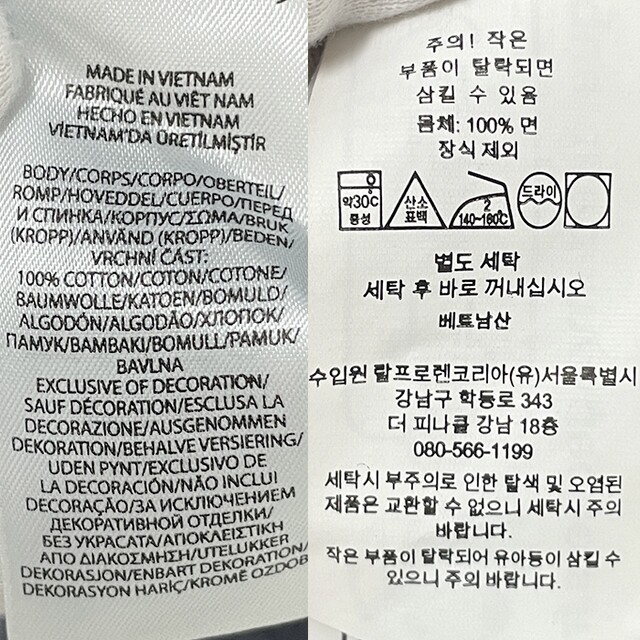 MADE IN VIETNAM
FABRIQUÉ AU VIÊT NAM
HECHO EN VIETNAM
VİETNAM'DA ÜRETİLMİŞTİR
BODY/CORPS/CORPO/OBERTEIL/
ROMP/HOVEDDEL/CUERPO/ПЕРЕД
И СПИНКА/КОРПУС/ΣΩΜΑ/BRUK
(KROPP)/ANVÄND (KROPP)/BEDEN/
VRCHNÍ ČÁST:
100% COTTON/COTON/COTONE/
BAUMWOLLE/KATOEN/BOMULD/
ALGODÓN/ALGODÃO/ХЛОПОК/
ПАМУК/ΒΑΜΒΑΚΙ/BOMULL/PAMUK/
BAVLNA
EXCLUSIVE OF DECORATION/
SAUF DÉCORATION/ESCLUSA LA
DECORAZIONE/AUSGENOMMEN
DEKORATION/BEHALVE VERSIERING/
UDEN PYNT/EXCLUSIVO DE
LA DECORACIÓN/NÃO INCLUI
DECORAÇÃO/ЗА ИСКЛЮЧЕНИЕМ
ДЕКОРАТИВНОЙ ОТДЕЛКИ/
БЕЗ УКРАСАТА/ΑΠΟΚΛΕΙΣΤΙΚΗ
ΑΠΟ ΔΙΑΚΟΣΜΗΣΗ/UTELUKKER
DEKORASJON/ENBART DEKORATION/
DEKORASYON HARİÇ/KROMĚ OZDOB
주의! 작은
부품이 탈락되면
삼킬 수 있음
몸체: 100% 면
장식 제외
약30℃
중성
산소
표백
2
140~160℃
드라이
별도 세탁
세탁 후 바로 꺼내십시오
베트남산
수입원 랄프로렌코리아(유)서울특별시
강남구 학동로 343
더 피나클 강남 18층
080-566-1199
세탁시 부주의로 인한 탈색 및 오염된
제품은 교환할 수 없으니 세탁시 주의
바랍니다.
작은 부품이 탈락되어 유아등이 삼킬 수
있으니 주의 바랍니다.